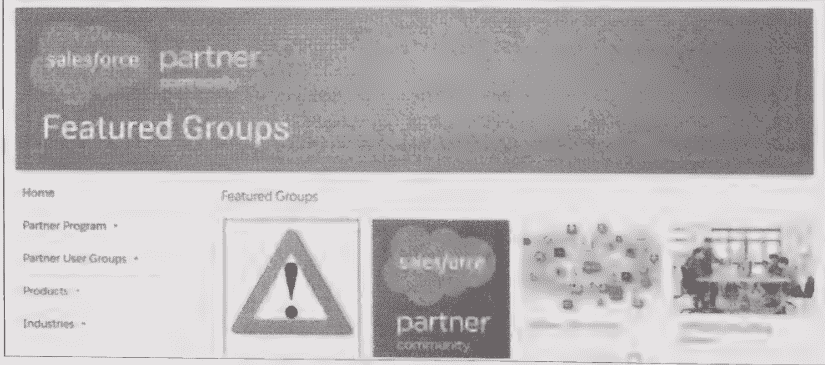 salesforce partner
community
Featured Groups
Home
Partner Program
Partner User Groups
Products
Industries
Featured Groups
!
salesforce
partner
community